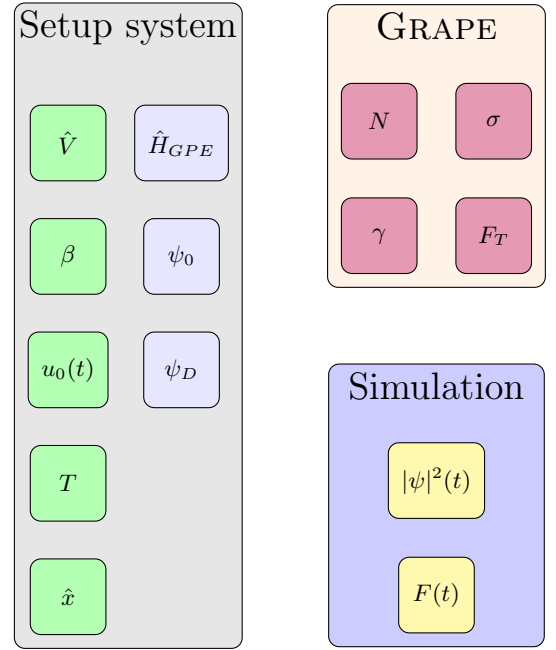 Setup system
V̂
Ĥ_GPE
β
ψ_0
u_0(t)
ψ_D
T
x̂
GRAPE
N
σ
γ
F_T
Simulation
|ψ|²(t)
F(t)